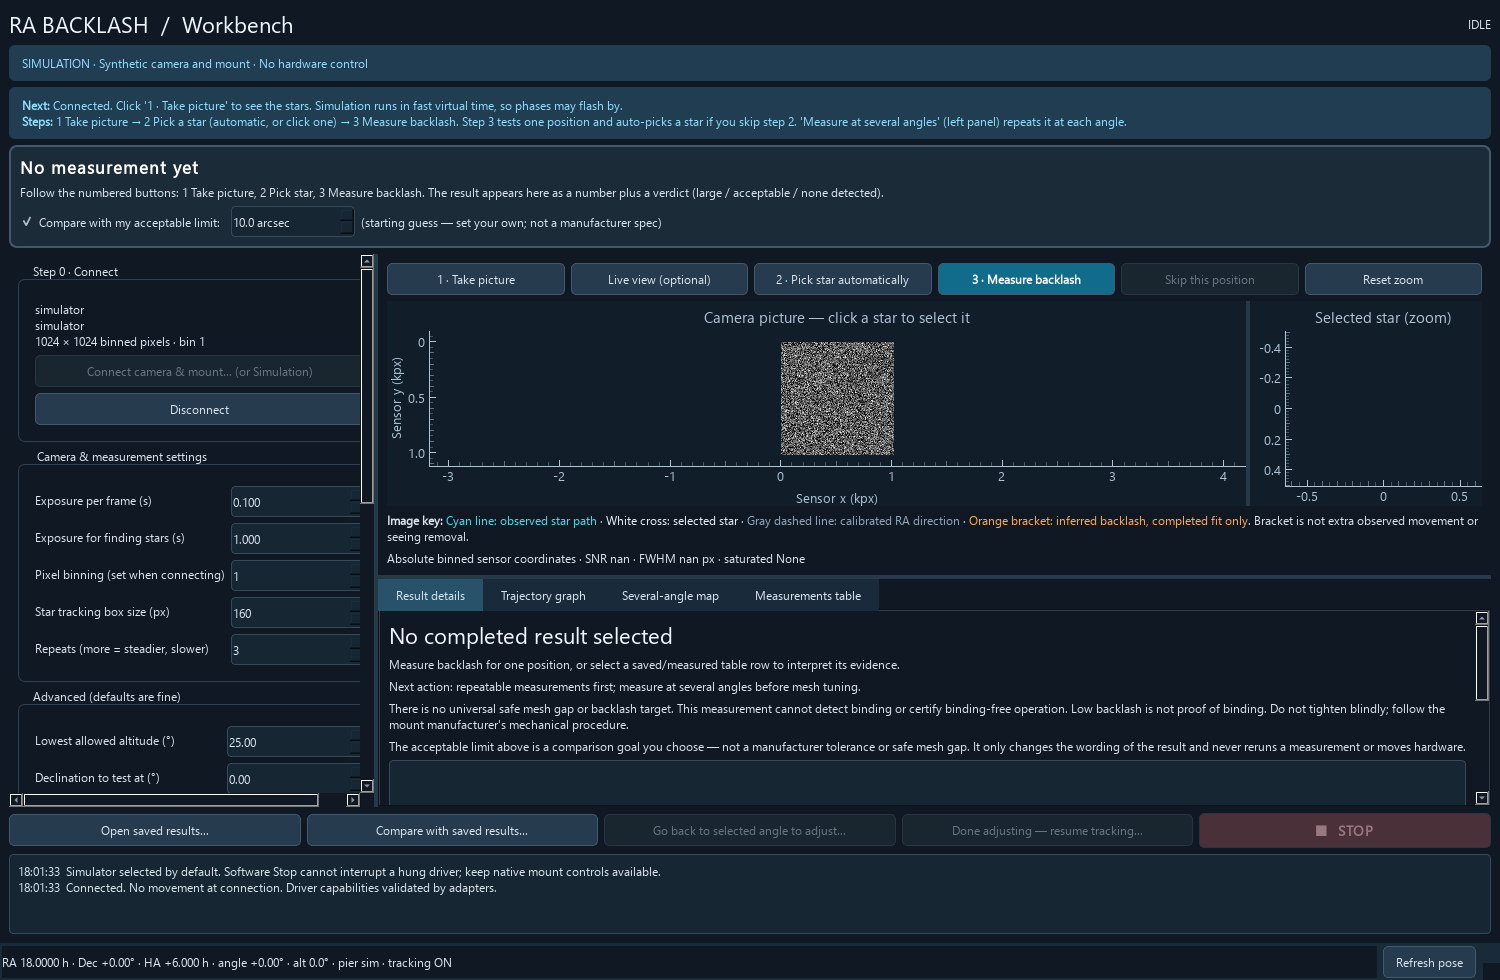 RA BACKLASH / Workbench
IDLE
SIMULATION · Synthetic camera and mount · No hardware control
Next: Connected. Click '1 · Take picture' to see the stars. Simulation runs in fast virtual time, so phases may flash by.
Steps: 1 Take picture → 2 Pick a star (automatic, or click one) → 3 Measure backlash. Step 3 tests one position and auto-picks a star if you skip step 2. 'Measure at several angles' (left panel) repeats it at each angle.
No measurement yet
Follow the numbered buttons: 1 Take picture, 2 Pick star, 3 Measure backlash. The result appears here as a number plus a verdict (large / acceptable / none detected).
✓ Compare with my acceptable limit: 10.0 arcsec (starting guess — set your own; not a manufacturer spec)
Step 0 · Connect
simulator
simulator
1024 × 1024 binned pixels · bin 1
Connect camera & mount... (or Simulation)
Disconnect
Camera & measurement settings
Exposure per frame (s) 0.100
Exposure for finding stars (s) 1.000
Pixel binning (set when connecting) 1
Star tracking box size (px) 160
Repeats (more = steadier, slower) 3
Advanced (defaults are fine)
Lowest allowed altitude (°) 25.00
Declination to test at (°) 0.00
1 · Take picture
Live view (optional)
2 · Pick star automatically
3 · Measure backlash
Skip this position
Reset zoom
Camera picture — click a star to select it
Sensor y (kpx)
0
0.5
1.0
-3 -2 -1 0 1 2 3 4
Sensor x (kpx)
Selected star (zoom)
-0.4
-0.2
0
0.2
0.4
-0.5 0 0.5
Image key: Cyan line: observed star path · White cross: selected star · Gray dashed line: calibrated RA direction · Orange bracket: inferred backlash, completed fit only. Bracket is not extra observed movement or
seeing removal.
Absolute binned sensor coordinates · SNR nan · FWHM nan px · saturated None
Result details
Trajectory graph
Several-angle map
Measurements table
No completed result selected
Measure backlash for one position, or select a saved/measured table row to interpret its evidence.
Next action: repeatable measurements first; measure at several angles before mesh tuning.
There is no universal safe mesh gap or backlash target. This measurement cannot detect binding or certify binding-free operation. Low backlash is not proof of binding. Do not tighten blindly; follow the
mount manufacturer's mechanical procedure.
The acceptable limit above is a comparison goal you choose — not a manufacturer tolerance or safe mesh gap. It only changes the wording of the result and never reruns a measurement or moves hardware.
Open saved results...
Compare with saved results...
Go back to selected angle to adjust...
Done adjusting — resume tracking...
■ STOP
18:01:33 Simulator selected by default. Software Stop cannot interrupt a hung driver; keep native mount controls available.
18:01:33 Connected. No movement at connection. Driver capabilities validated by adapters.
RA 18.0000 h · Dec +0.00° · HA +6.000 h · angle +0.00° · alt 0.0° · pier sim · tracking ON
Refresh pose